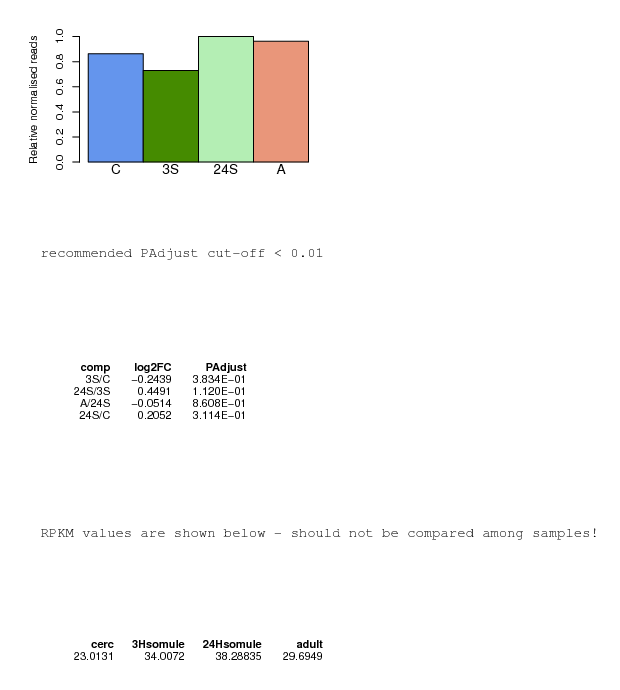 Relative normalised reads
1.0
0.8
0.6
0.4
0.2
0.0
C 3S 24S A
recommended PAdjust cut-off < 0.01
comp log2FC PAdjust
3S/C −0.2439 3.834E−01
24S/3S 0.4491 1.120E−01
A/24S −0.0514 8.608E−01
24S/C 0.2052 3.114E−01
RPKM values are shown below - should not be compared among samples!
cerc 3Hsomule 24Hsomule adult
23.0131 34.0072 38.28835 29.6949